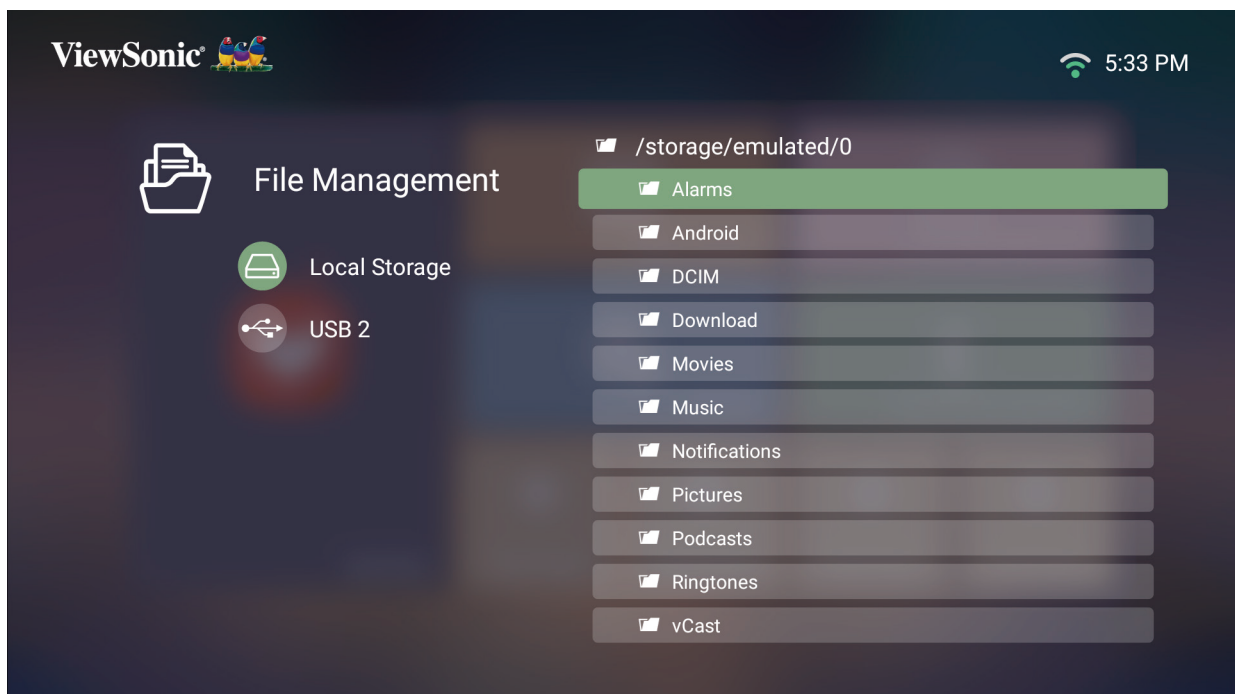 ViewSonic®
5:33 PM
File Management
Local Storage
USB 2
/storage/emulated/0
Alarms
Android
DCIM
Download
Movies
Music
Notifications
Pictures
Podcasts
Ringtones
vCast